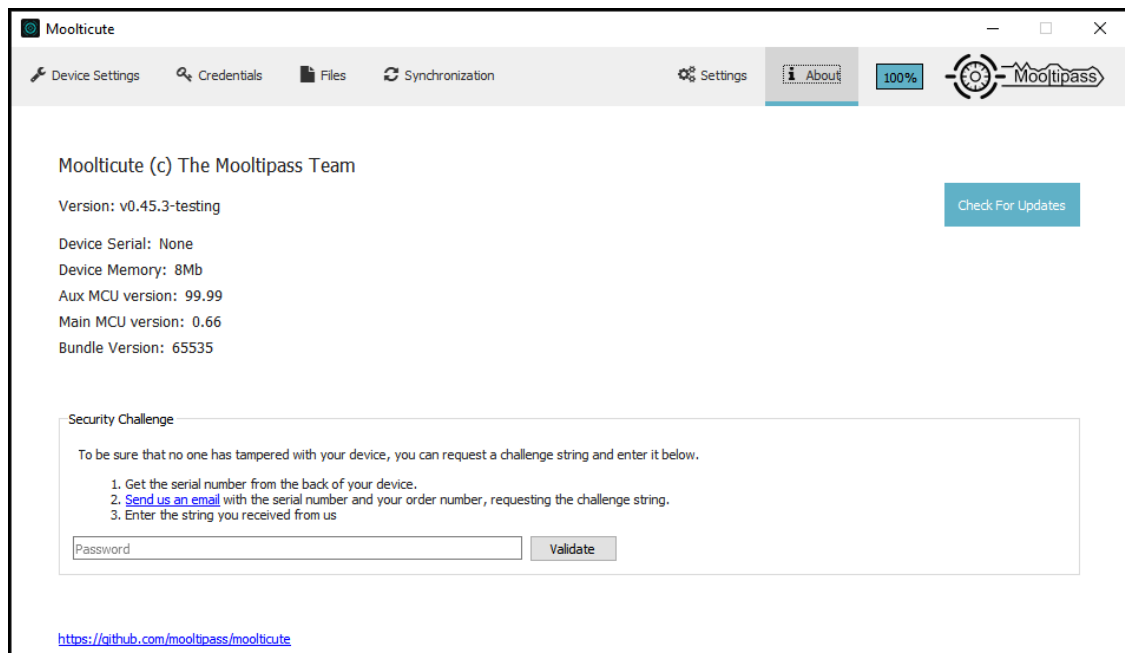 Moolticute
Device Settings
Credentials
Files
Synchronization
Settings
About
100%
Mooltipass
Moolticute (c) The Mooltipass Team
Version: v0.45.3-testing
Check For Updates
Device Serial: None
Device Memory: 8Mb
Aux MCU version: 99.99
Main MCU version: 0.66
Bundle Version: 65535
Security Challenge
To be sure that no one has tampered with your device, you can request a challenge string and enter it below.
1. Get the serial number from the back of your device.
2. Send us an email with the serial number and your order number, requesting the challenge string.
3. Enter the string you received from us
Password
Validate
https://github.com/mooltipass/moolticute